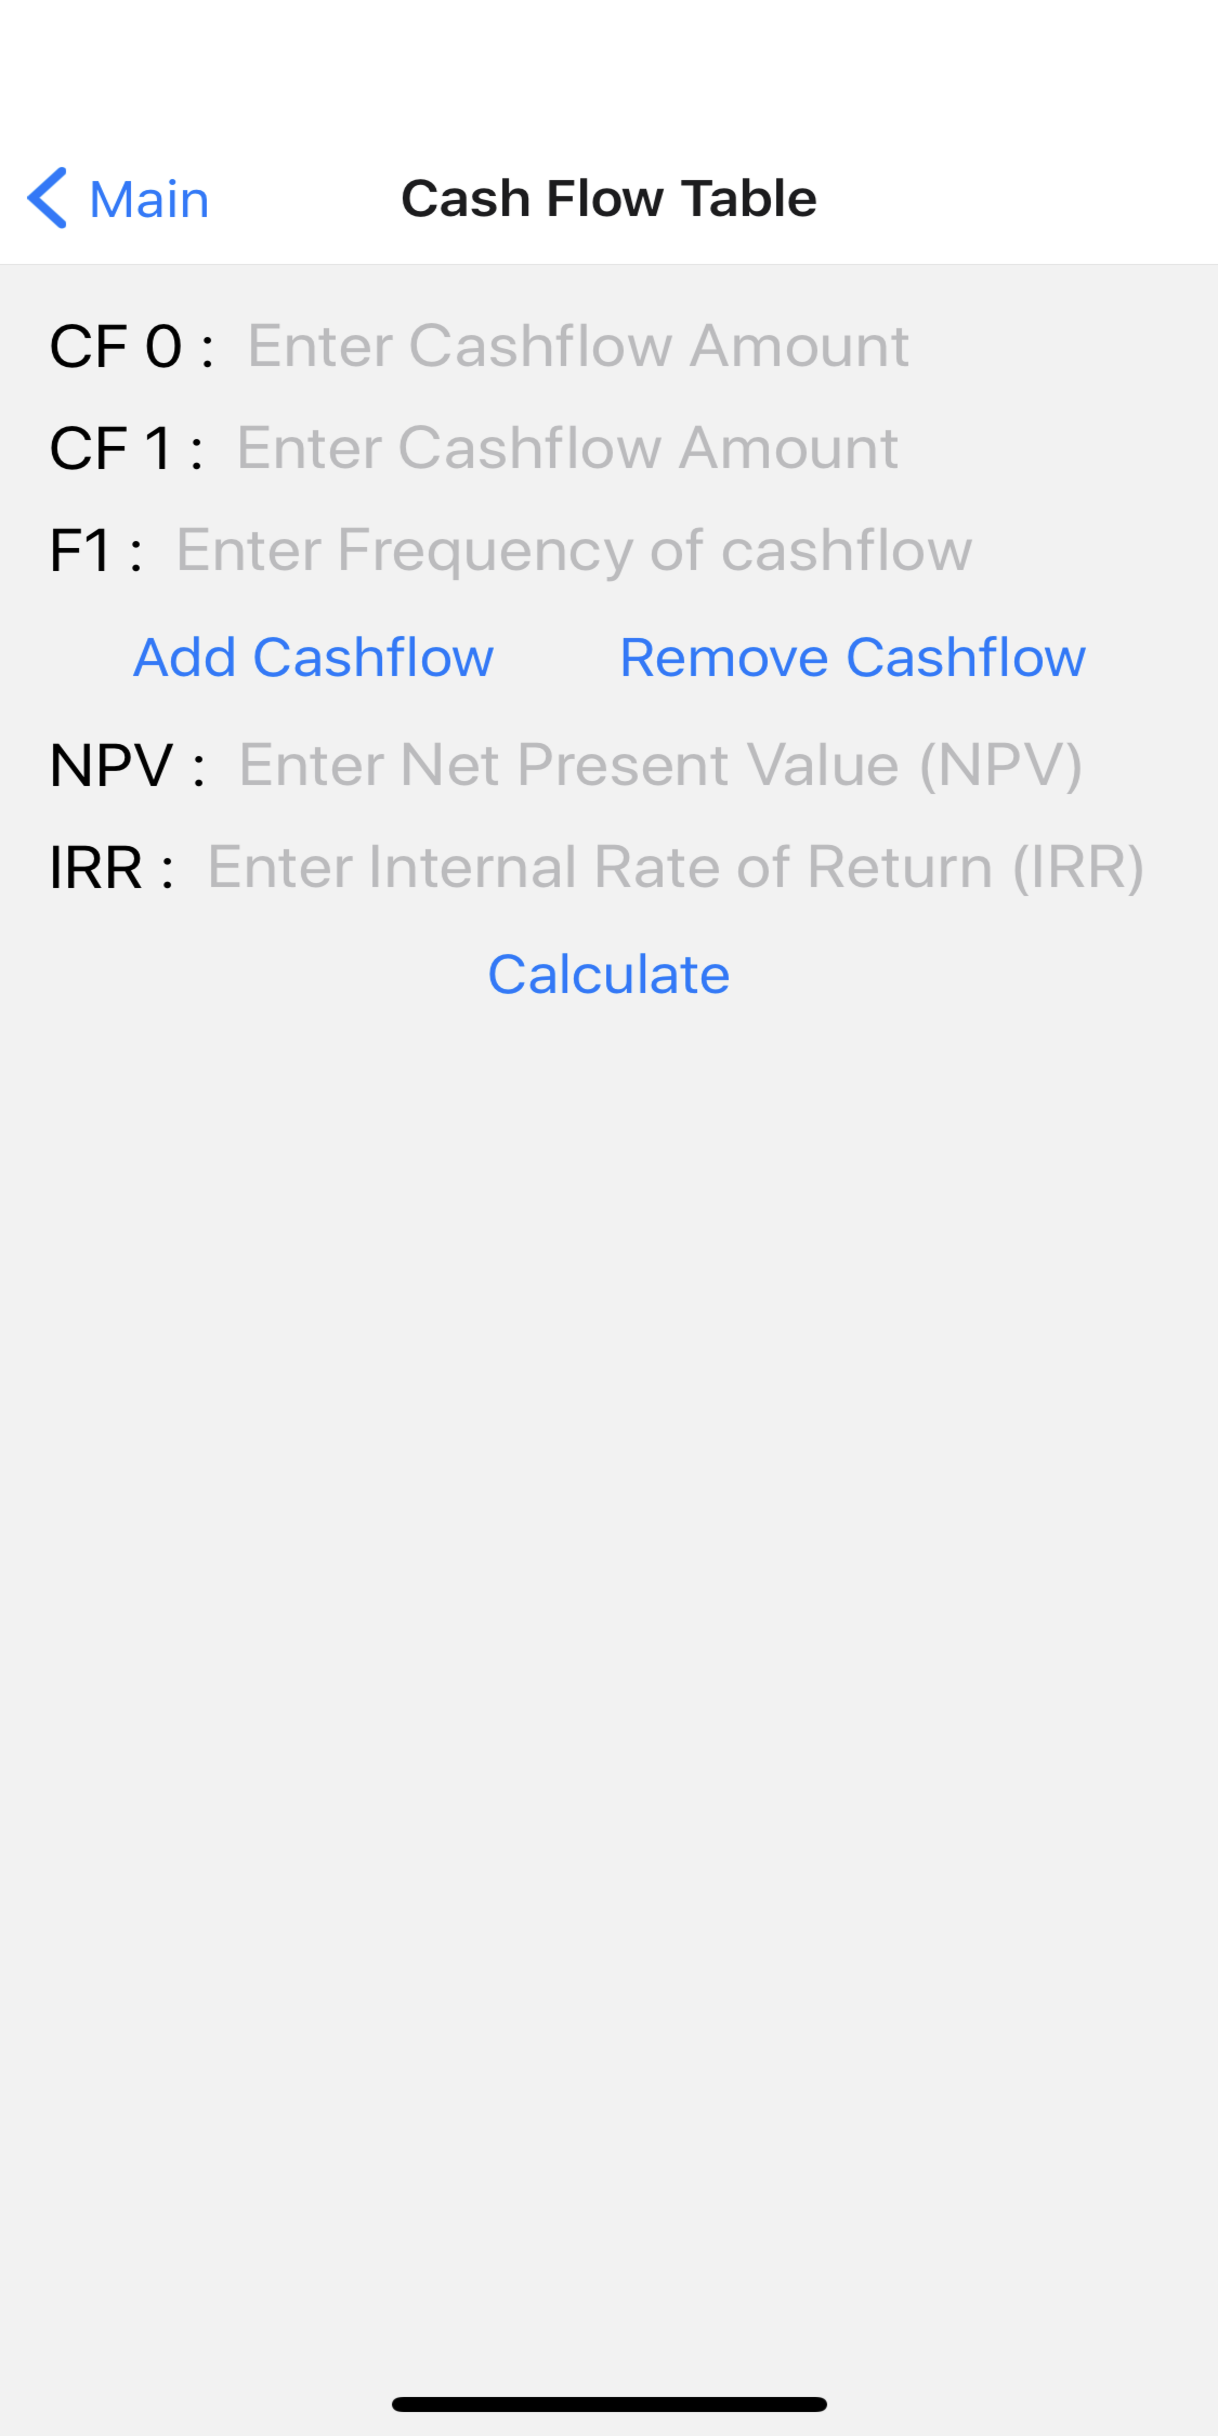 Main
Cash Flow Table
CF 0 : Enter Cashflow Amount
CF 1 : Enter Cashflow Amount
F1 : Enter Frequency of cashflow
Add Cashflow Remove Cashflow
NPV : Enter Net Present Value (NPV)
IRR : Enter Internal Rate of Return (IRR)
Calculate